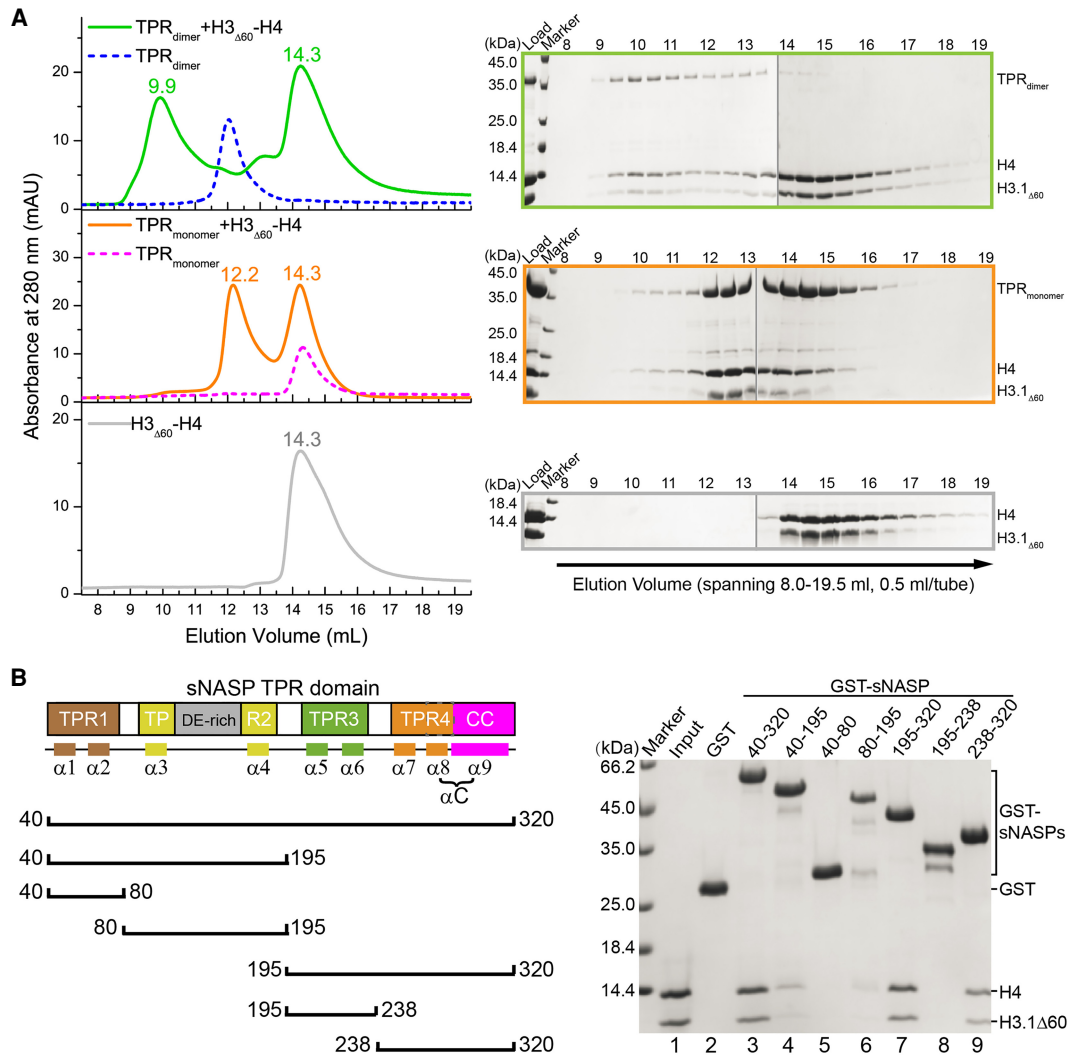 A
TPRdimer+H3Δ60-H4
TPRdimer
9.9
14.3
20
10
0
TPRmonomer+H3Δ60-H4
TPRmonomer
12.2
14.3
30
20
10
0
H3Δ60-H4
14.3
20
10
0
8 9 10 11 12 13 14 15 16 17 18 19
Elution Volume (mL)
Absorbance at 280 nm (mAU)
(kDa) Load Marker 8 9 10 11 12 13 14 15 16 17 18 19
45.0
35.0
25.0
18.4
14.4
TPRdimer
H4
H3.1Δ60
(kDa) Load Marker 8 9 10 11 12 13 14 15 16 17 18 19
45.0
35.0
25.0
18.4
14.4
TPRmonomer
H4
H3.1Δ60
(kDa) Load Marker 8 9 10 11 12 13 14 15 16 17 18 19
18.4
14.4
H4
H3.1Δ60
Elution Volume (spanning 8.0-19.5 ml, 0.5 ml/tube)
B
sNASP TPR domain
TPR1 TP DE-rich R2 TPR3 TPR4 CC
α1 α2 α3 α4 α5 α6 α7 α8 α9
αC
40 320
40 195
40 80
80 195
195 320
195 238
238 320
GST-sNASP
(kDa) Marker Input GST 40-320 40-195 40-80 80-195 195-320 195-238 238-320
66.2
45.0
35.0
25.0
18.4
14.4
GST-
sNASPs
GST
H4
H3.1Δ60
1 2 3 4 5 6 7 8 9